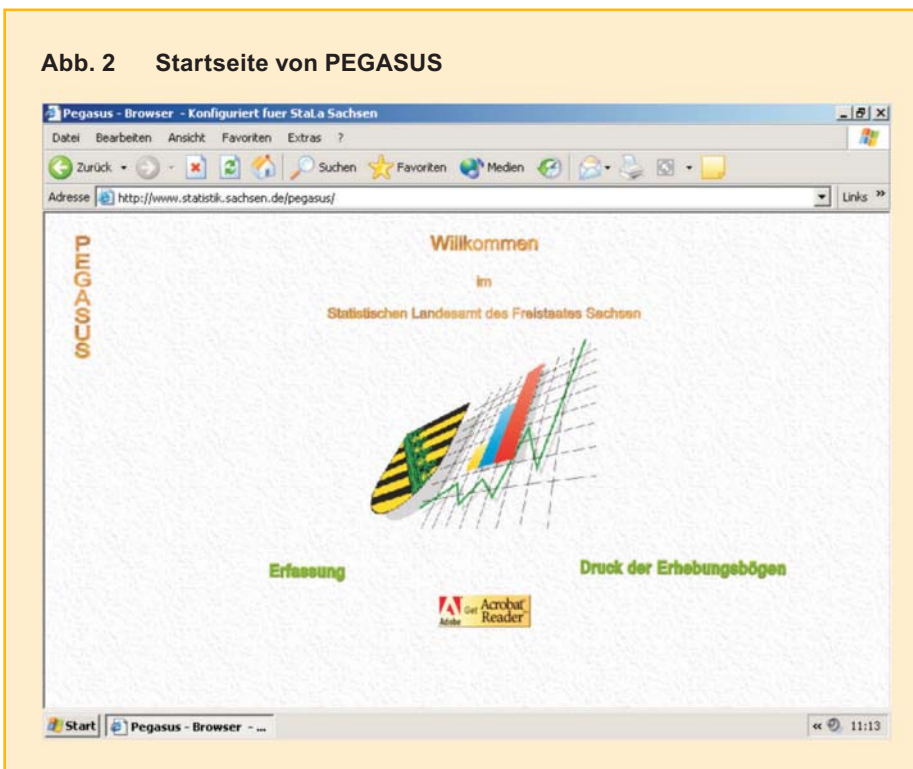 Abb. 2 Startseite von PEGASUS
Pegasus - Browser - Konfiguriert fuer StaLa Sachsen
Datei Bearbeiten Ansicht Favoriten Extras ?
Zurück Suchen Favoriten Medien
Adresse http://www.statistik.sachsen.de/pegasus/ Links »
PEGASUS
Willkommen
im
Statistischen Landesamt des Freistaates Sachsen
Erfassung
Druck der Erhebungsbögen
Adobe Get Acrobat Reader
Start Pegasus - Browser - ... « 11:13